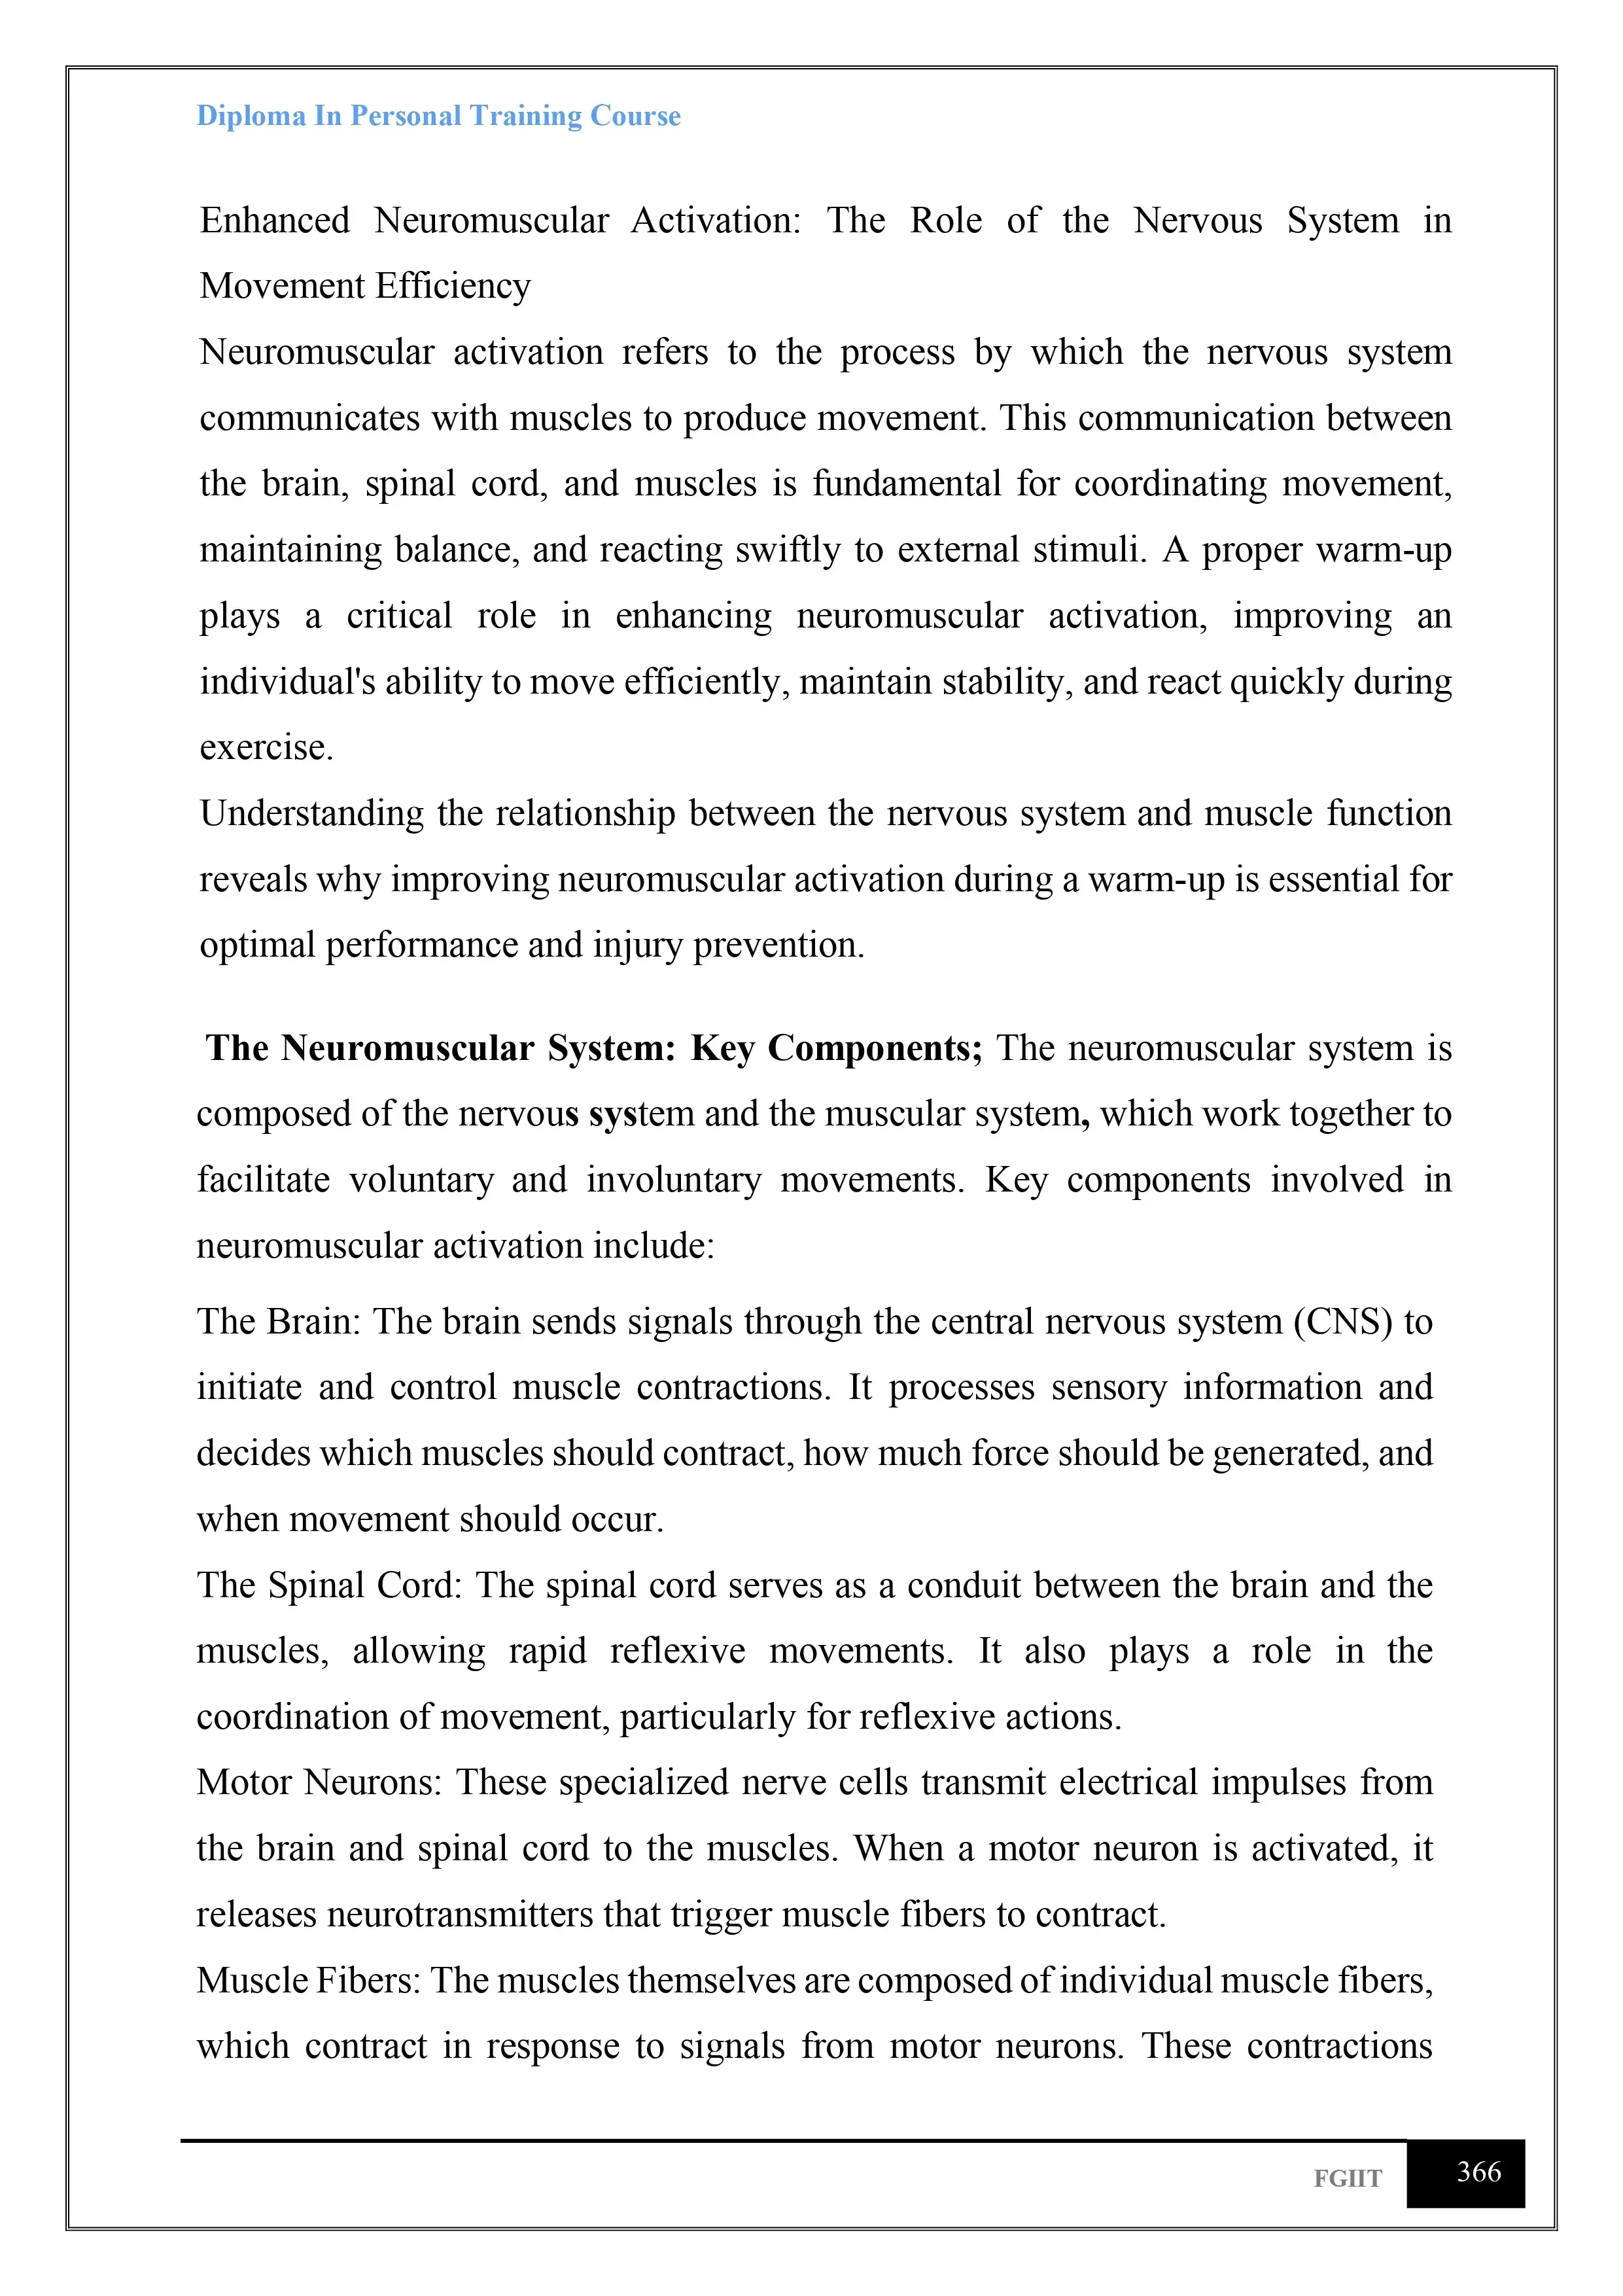 Diploma In Personal Training Course
Enhanced Neuromuscular Activation: The Role of the Nervous System in
Movement Efficiency
Neuromuscular activation refers to the process by which the nervous system
communicates with muscles to produce movement. This communication between
the brain, spinal cord, and muscles is fundamental for coordinating movement,
maintaining balance, and reacting swiftly to external stimuli. A proper warm-up
plays a critical role in enhancing neuromuscular activation, improving an
individual's ability to move efficiently, maintain stability, and react quickly during
exercise.
Understanding the relationship between the nervous system and muscle function
reveals why improving neuromuscular activation during a warm-up is essential for
optimal performance and injury prevention.
The Neuromuscular System: Key Components; The neuromuscular system is
composed of the nervous system and the muscular system, which work together to
facilitate voluntary and involuntary movements. Key components involved in
neuromuscular activation include:
The Brain: The brain sends signals through the central nervous system (CNS) to
initiate and control muscle contractions. It processes sensory information and
decides which muscles should contract, how much force should be generated, and
when movement should occur.
The Spinal Cord: The spinal cord serves as a conduit between the brain and the
muscles, allowing rapid reflexive movements. It also plays a role in the
coordination of movement, particularly for reflexive actions.
Motor Neurons: These specialized nerve cells transmit electrical impulses from
the brain and spinal cord to the muscles. When a motor neuron is activated, it
releases neurotransmitters that trigger muscle fibers to contract.
Muscle Fibers: The muscles themselves are composed of individual muscle fibers,
which contract in response to signals from motor neurons. These contractions
FGIIT 366